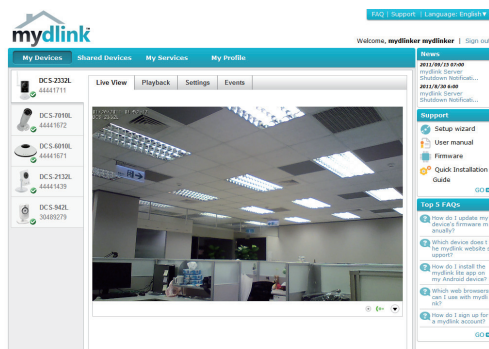 FAQ | Support | Language: English▼
mydlink™
Welcome, mydlinker mydlinker | Sign out
My Devices Shared Devices My Services My Profile
DCS-2332L
44441711
DCS-7010L
44441672
DCS-6010L
44441671
DCS-2132L
44441439
DCS-942L
30489279
Live View Playback Settings Events
DCS-2332L
News
2011/09/15 07:00
mydlink Server
Shutdown Notificati...
2011/8/30 6:00
mydlink Server
Shutdown Notificati...
Support
Setup wizard
User manual
Firmware
Quick Installation
Guide
GO
Top 5 FAQs
How do I update my
device's firmware m
anually?
Which device does t
he mydlink website s
upport?
How do I install the
mydlink lite app on
my Android device?
Which web browsers
can I use with mydli
nk?
How do I sign up for
a mydlink account?
GO